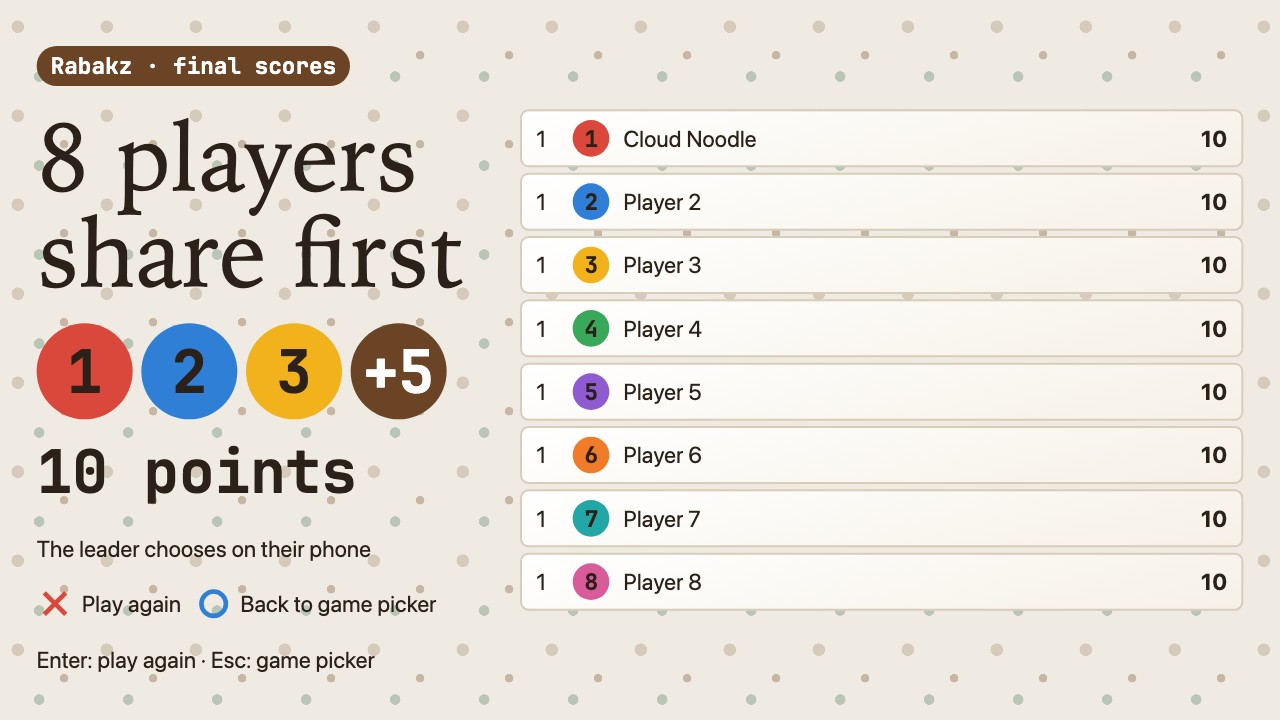 Rabakz · final scores
8 players
share first
1 2 3 +5
10 points
The leader chooses on their phone
Play again Back to game picker
Enter: play again · Esc: game picker
1 1 Cloud Noodle 10
1 2 Player 2 10
1 3 Player 3 10
1 4 Player 4 10
1 5 Player 5 10
1 6 Player 6 10
1 7 Player 7 10
1 8 Player 8 10